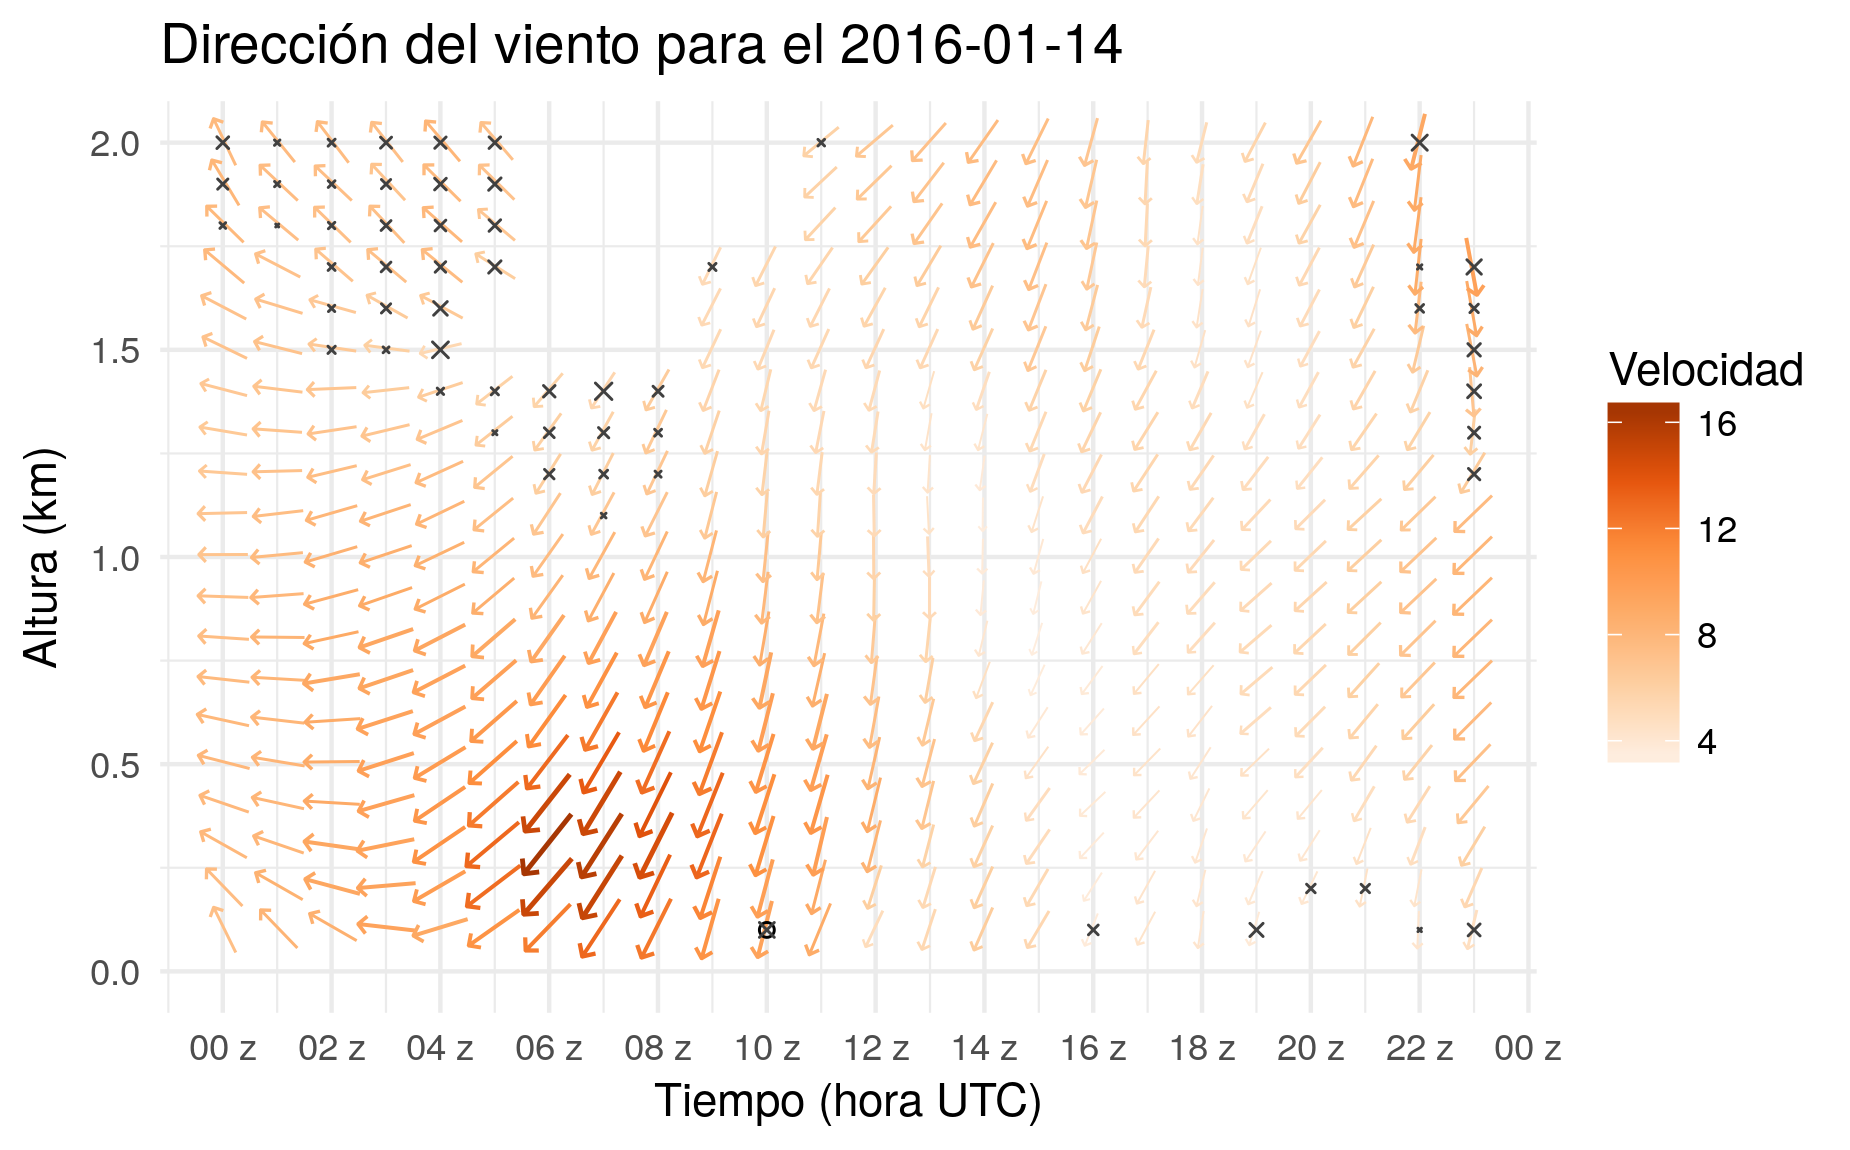 Dirección del viento para el 2016-01-14
Altura (km)
2.0
1.5
1.0
0.5
0.0
00 z 02 z 04 z 06 z 08 z 10 z 12 z 14 z 16 z 18 z 20 z 22 z 00 z
Tiempo (hora UTC)
Velocidad
16
12
8
4